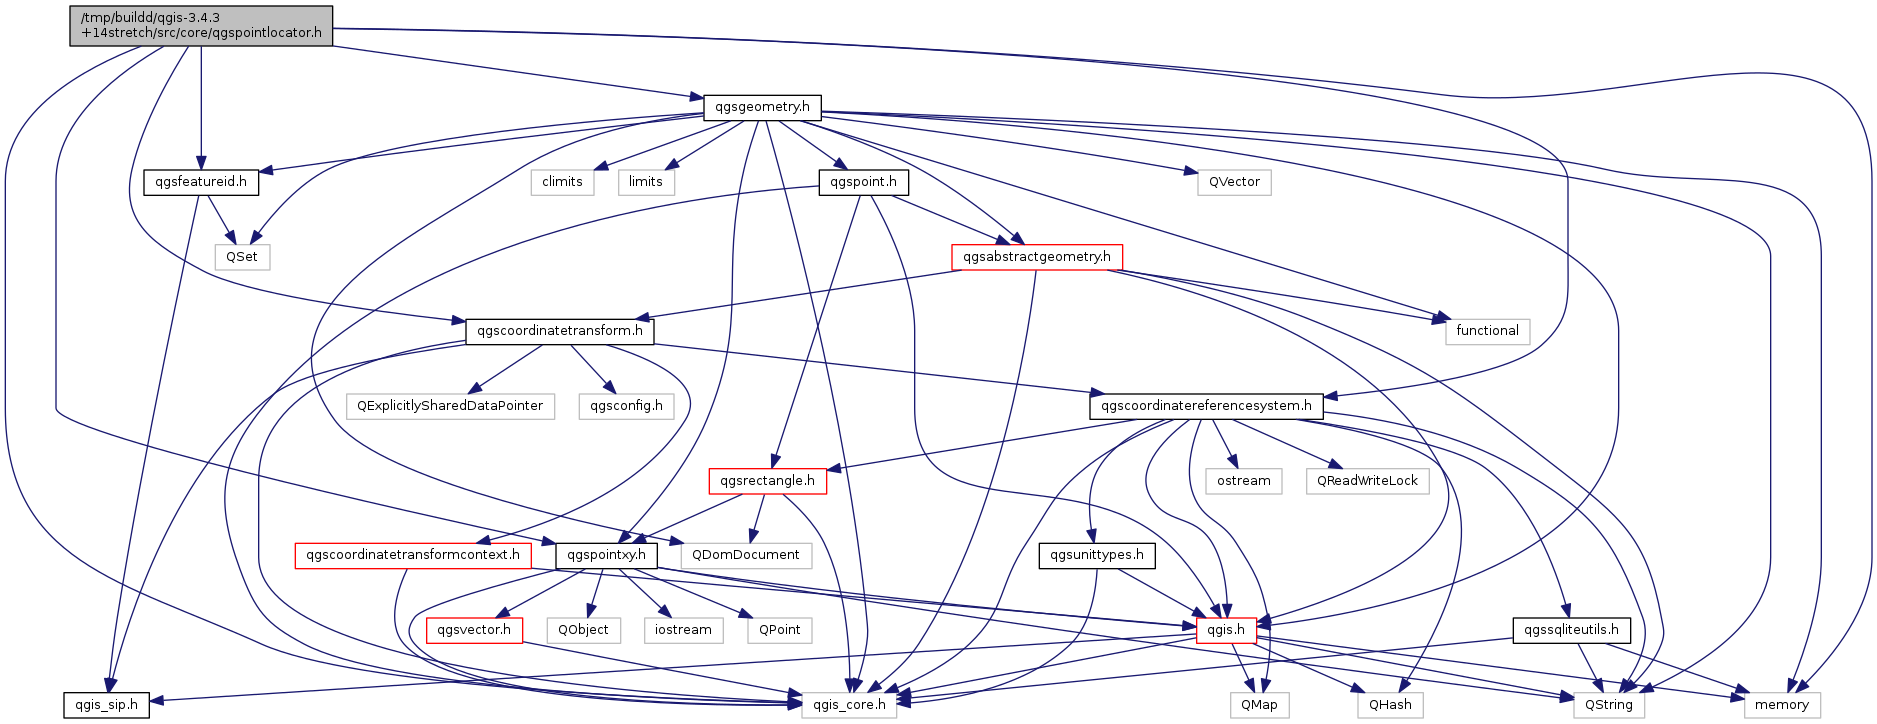 /tmp/buildd/qgis-3.4.3
+14stretch/src/core/qgspointlocator.h
qgsgeometry.h
qgsfeatureid.h
climits
limits
qgspoint.h
QVector
QSet
qgsabstractgeometry.h
qgscoordinatetransform.h
functional
QExplicitlySharedDataPointer
qgsconfig.h
qgscoordinatereferencesystem.h
qgsrectangle.h
ostream
QReadWriteLock
qgscoordinatetransformcontext.h
qgspointxy.h
QDomDocument
qgsunittypes.h
qgsvector.h
QObject
iostream
QPoint
qgis.h
qgssqliteutils.h
qgis_sip.h
qgis_core.h
QMap
QHash
QString
memory